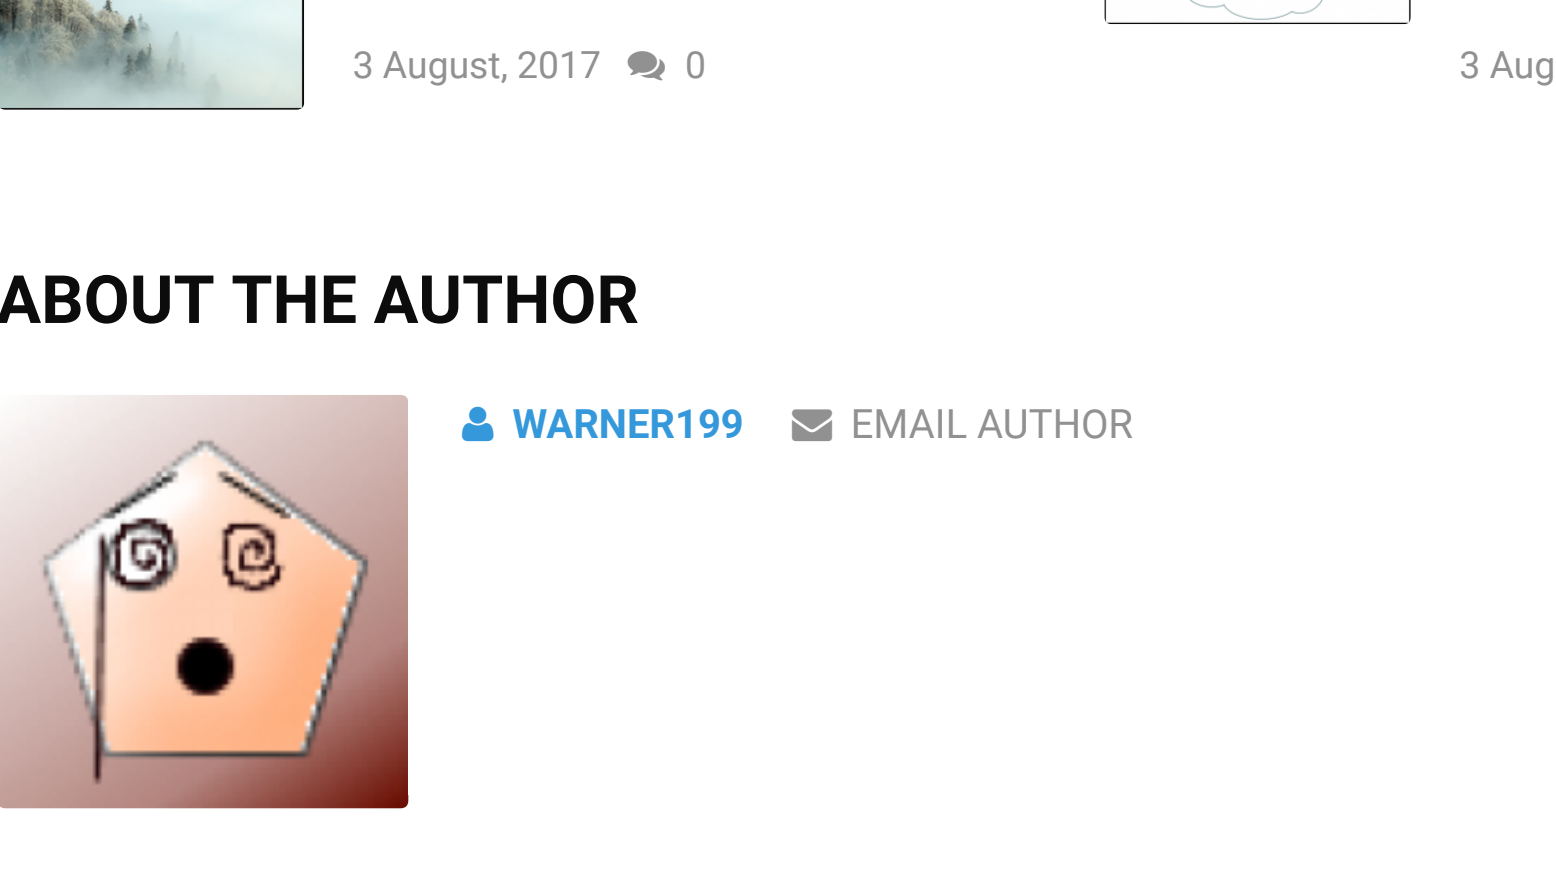 3 August, 2017 0
3 Aug
ABOUT THE AUTHOR
WARNER199 EMAIL AUTHOR